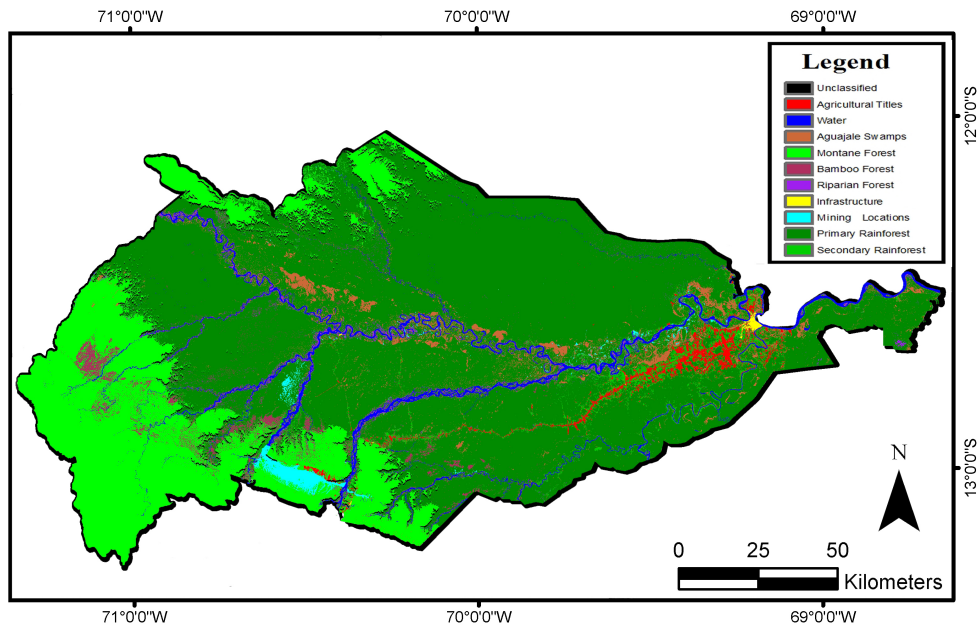 71°0'0"W 70°0'0"W 69°0'0"W
Legend
Unclassified
Agricultural Titles
Water
Aguajale Swamps
Montane Forest
Bamboo Forest
Riparian Forest
Infrastructure
Mining Locations
Primary Rainforest
Secondary Rainforest
12°0'0"S
13°0'0"S
N
0 25 50
Kilometers
71°0'0"W 70°0'0"W 69°0'0"W